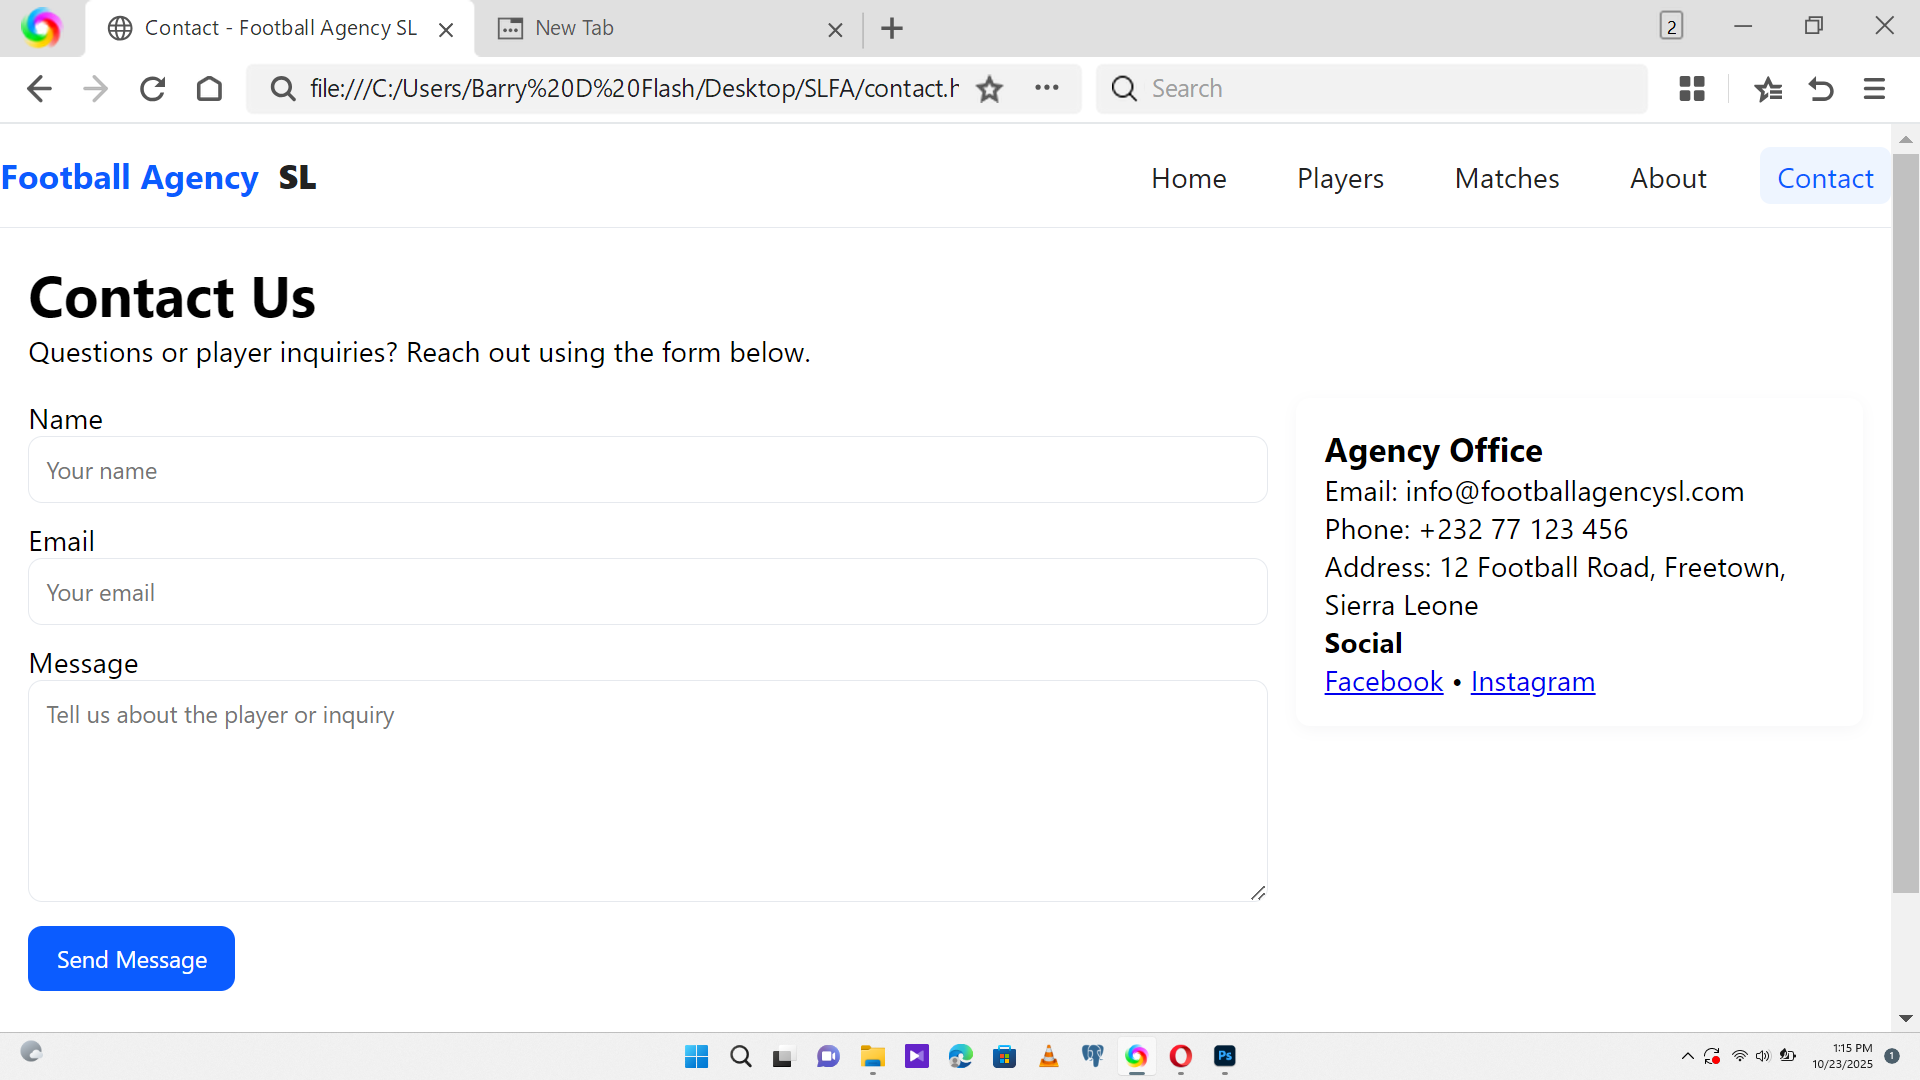 Contact - Football Agency SL
New Tab
2
file:///C:/Users/Barry%20D%20Flash/Desktop/SLFA/contact.h
Search
Football Agency SL
Home
Players
Matches
About
Contact
Contact Us
Questions or player inquiries? Reach out using the form below.
Name
Your name
Email
Your email
Message
Tell us about the player or inquiry
Send Message
Agency Office
Email: info@footballagencysl.com
Phone: +232 77 123 456
Address: 12 Football Road, Freetown,
Sierra Leone
Social
Facebook • Instagram
Ps
1:15 PM
10/23/2025
1